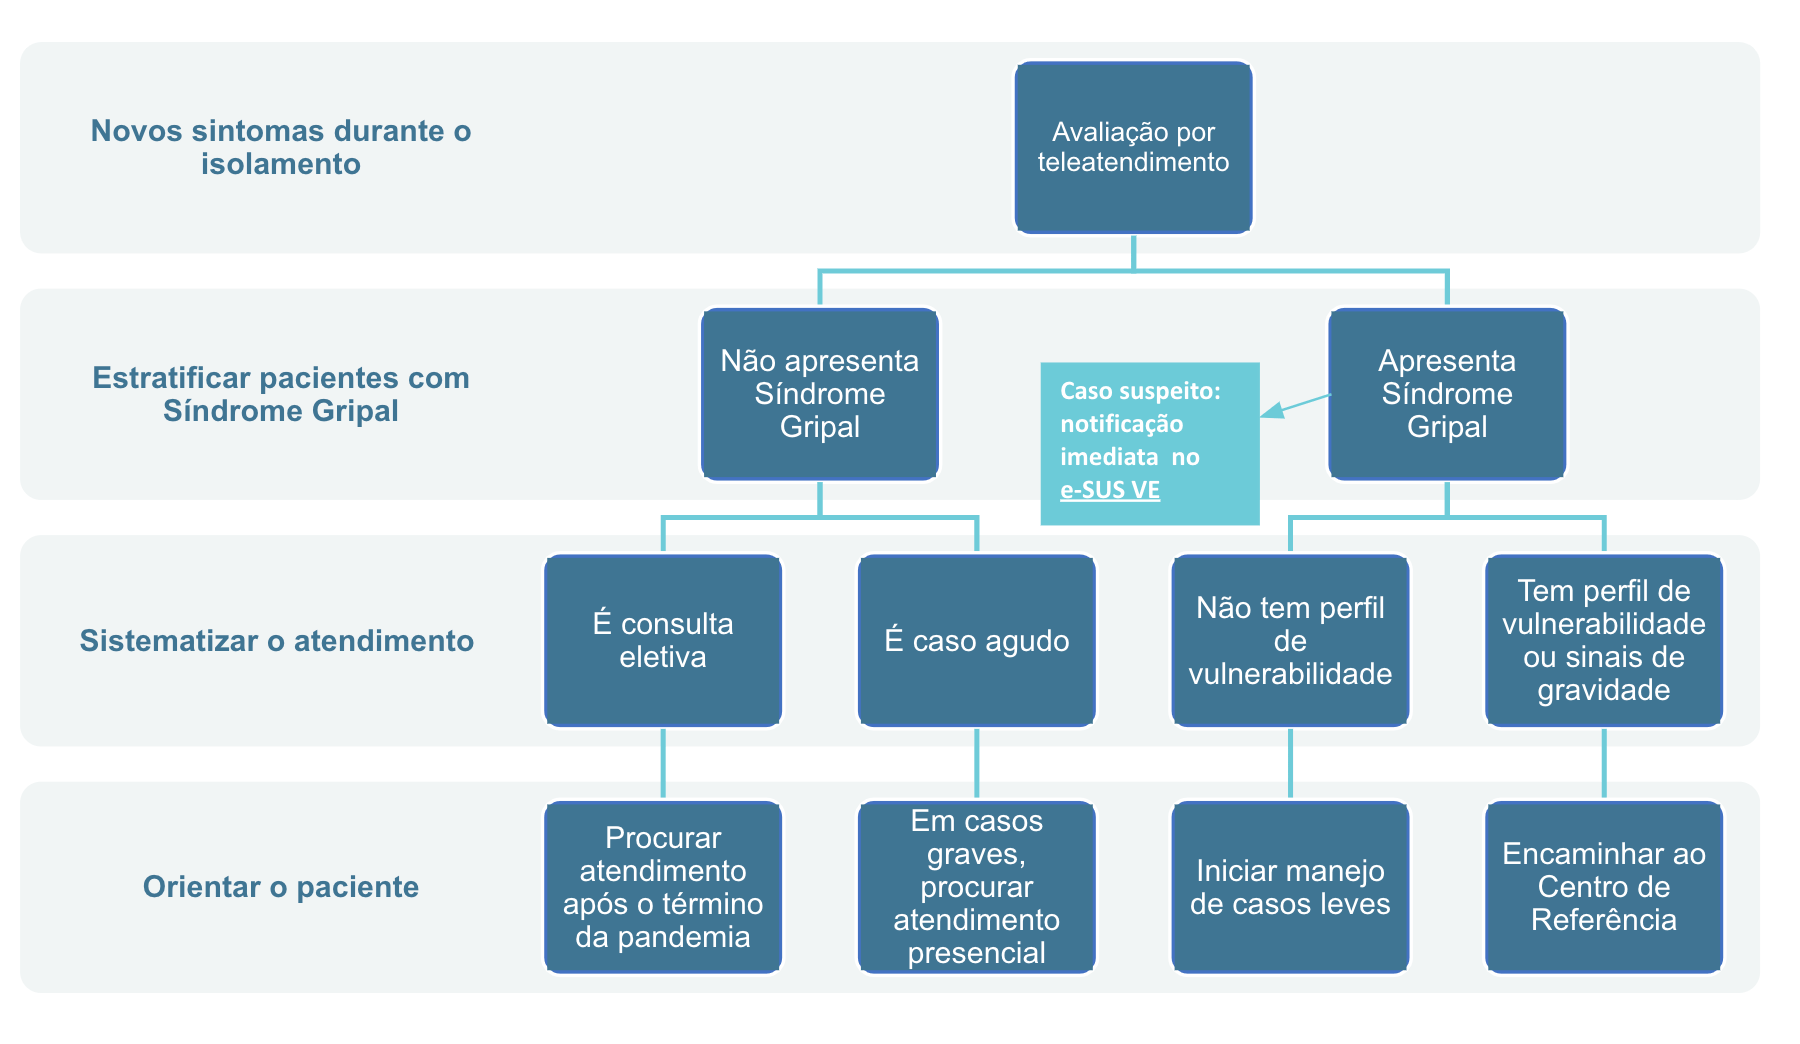 Novos sintomas durante o
isolamento
Avaliação por
teleatendimento
Estratificar pacientes com
Síndrome Gripal
Não apresenta
Síndrome
Gripal
Caso suspeito:
notificação
imediata  no
e-SUS VE
Apresenta
Síndrome
Gripal
Sistematizar o atendimento
É consulta
eletiva
É caso agudo
Não tem perfil
de
vulnerabilidade
Tem perfil de
vulnerabilidade
ou sinais de
gravidade
Orientar o paciente
Procurar
atendimento
após o término
da pandemia
Em casos
graves,
procurar
atendimento
presencial
Iniciar manejo
de casos leves
Encaminhar ao
Centro de
Referência